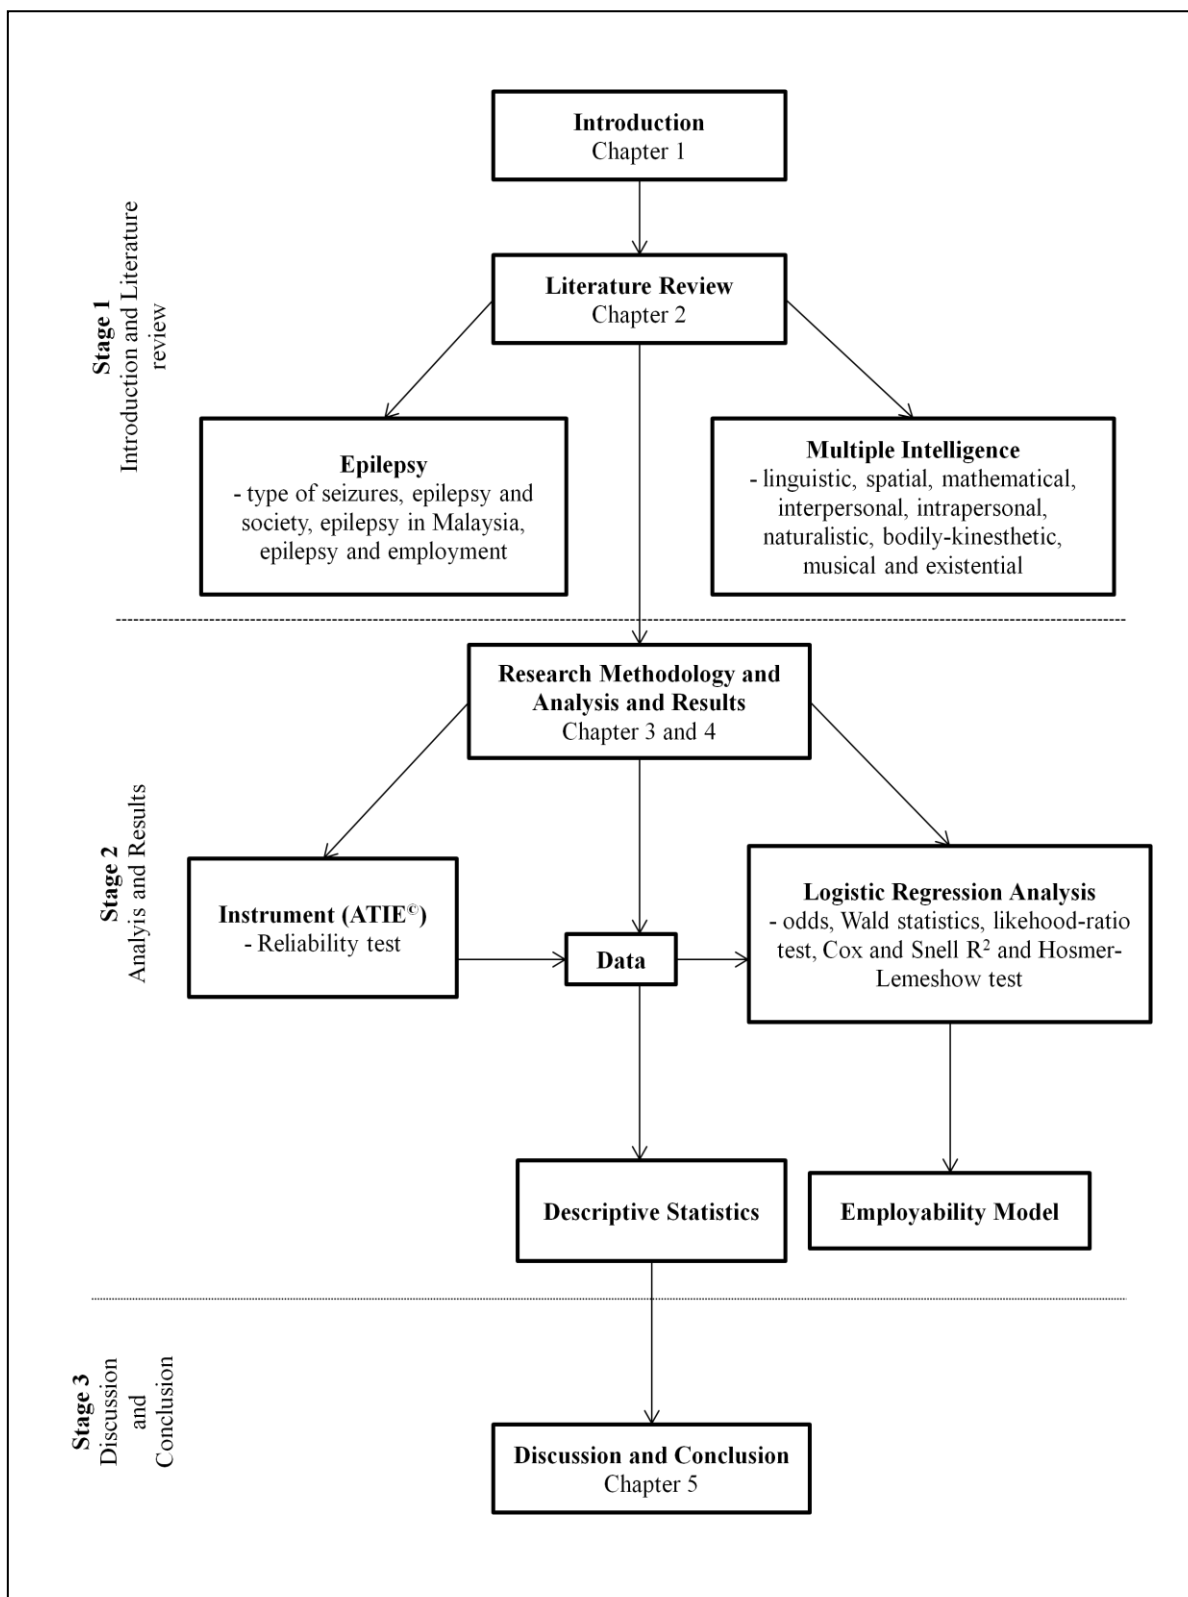 Introduction
Chapter 1
Stage 1
Introduction and Literature
review
Literature Review
Chapter 2
Epilepsy
- type of seizures, epilepsy and
society, epilepsy in Malaysia,
epilepsy and employment
Multiple Intelligence
- linguistic, spatial, mathematical,
interpersonal, intrapersonal,
naturalistic, bodily-kinesthetic,
musical and existential
Stage 2
Analyis and Results
Research Methodology and
Analysis and Results
Chapter 3 and 4
Instrument (ATIE©)
- Reliability test
Data
Logistic Regression Analysis
- odds, Wald statistics, likehood-ratio
test, Cox and Snell R² and Hosmer-
Lemeshow test
Descriptive Statistics
Employability Model
Stage 3
Discussion
and
Conclusion
Discussion and Conclusion
Chapter 5